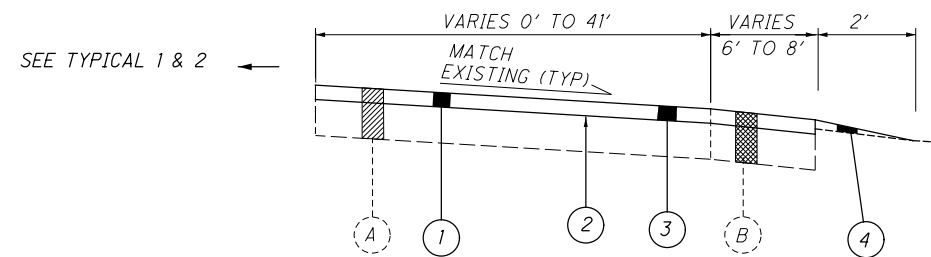 VARIES 0' TO 41'
VARIES
6' TO 8'
2'
SEE TYPICAL 1 & 2
MATCH
EXISTING (TYP)
A
1
2
3
B
4